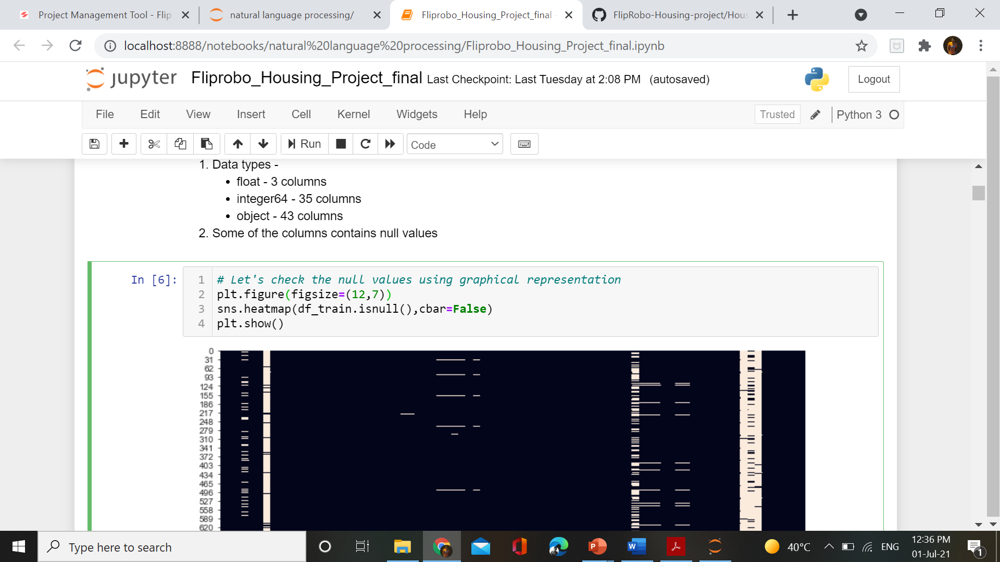 Project Management Tool - Flip
natural language processing/
Fliprobo_Housing_Project_final -
FlipRobo-Housing-project/Hous
localhost:8888/notebooks/natural%20language%20processing/Fliprobo_Housing_Project_final.ipynb
jupyter Fliprobo_Housing_Project_final Last Checkpoint: Last Tuesday at 2:08 PM (autosaved)
Logout
File Edit View Insert Cell Kernel Widgets Help
Trusted Python 3
Run Code
1. Data types -
• float - 3 columns
• integer64 - 35 columns
• object - 43 columns
2. Some of the columns contains null values
In [6]:
1 # Let's check the null values using graphical representation
2 plt.figure(figsize=(12,7))
3 sns.heatmap(df_train.isnull(),cbar=False)
4 plt.show()
0
31
62
93
124
155
186
217
248
279
310
341
372
403
434
465
496
527
558
589
620
Type here to search
P
W
40°C
ENG
12:36 PM
01-Jul-21
1